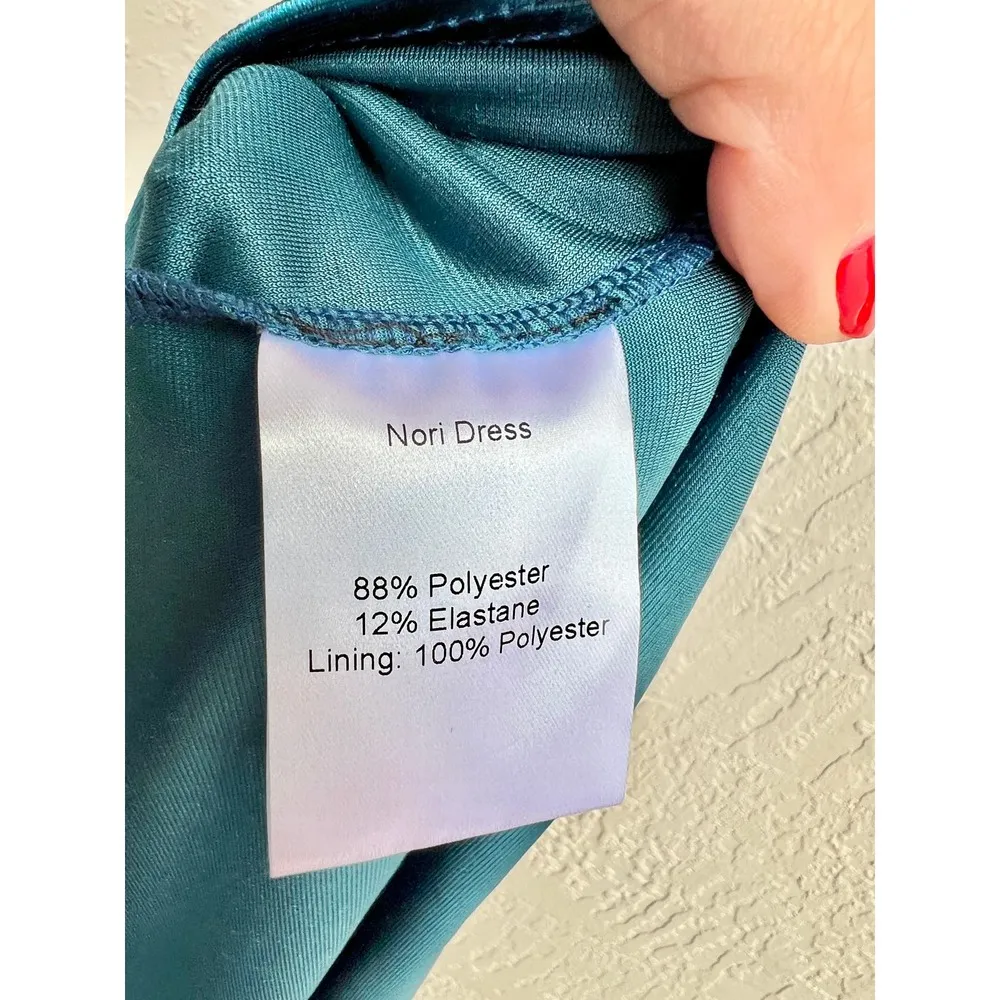 Nori Dress
88% Polyester
12% Elastane
Lining: 100% Polyester